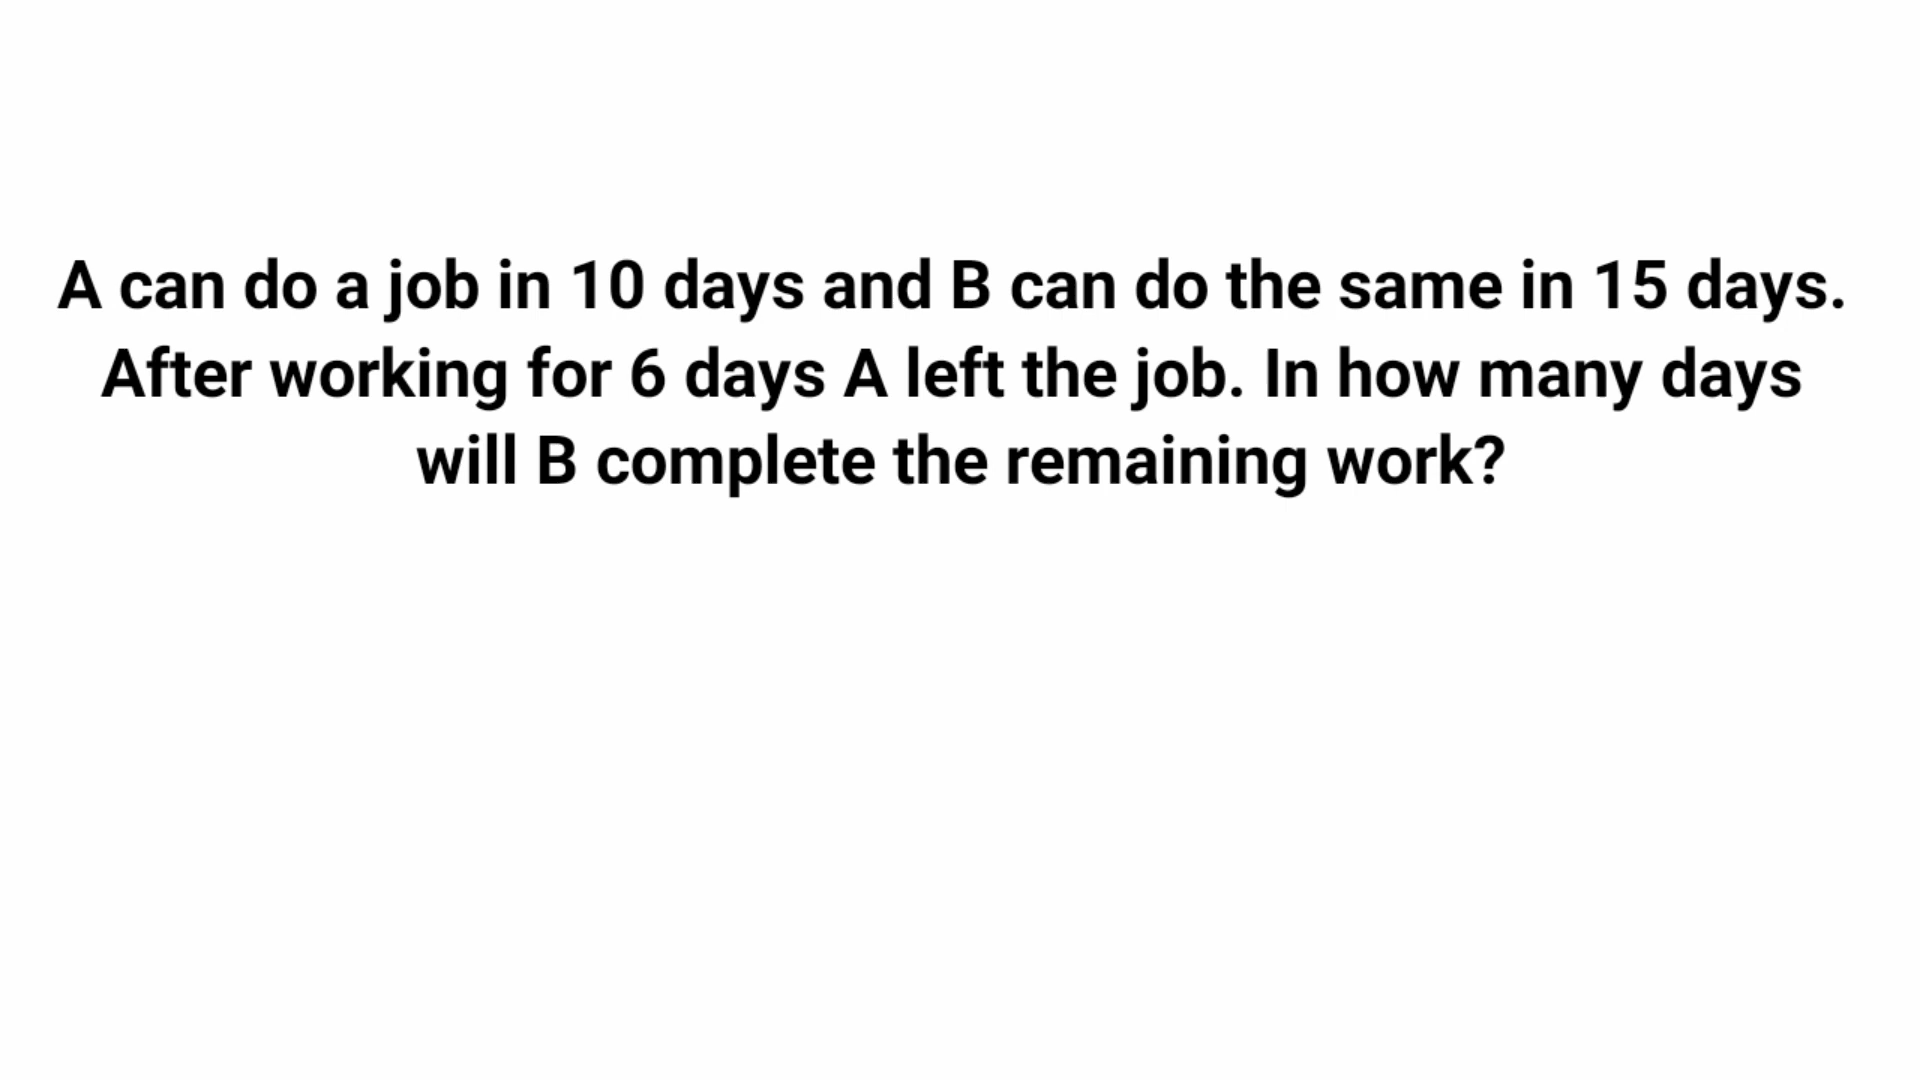 A can do a job in 10 days and B can do the same in 15 days.
After working for 6 days A left the job. In how many days
will B complete the remaining work?